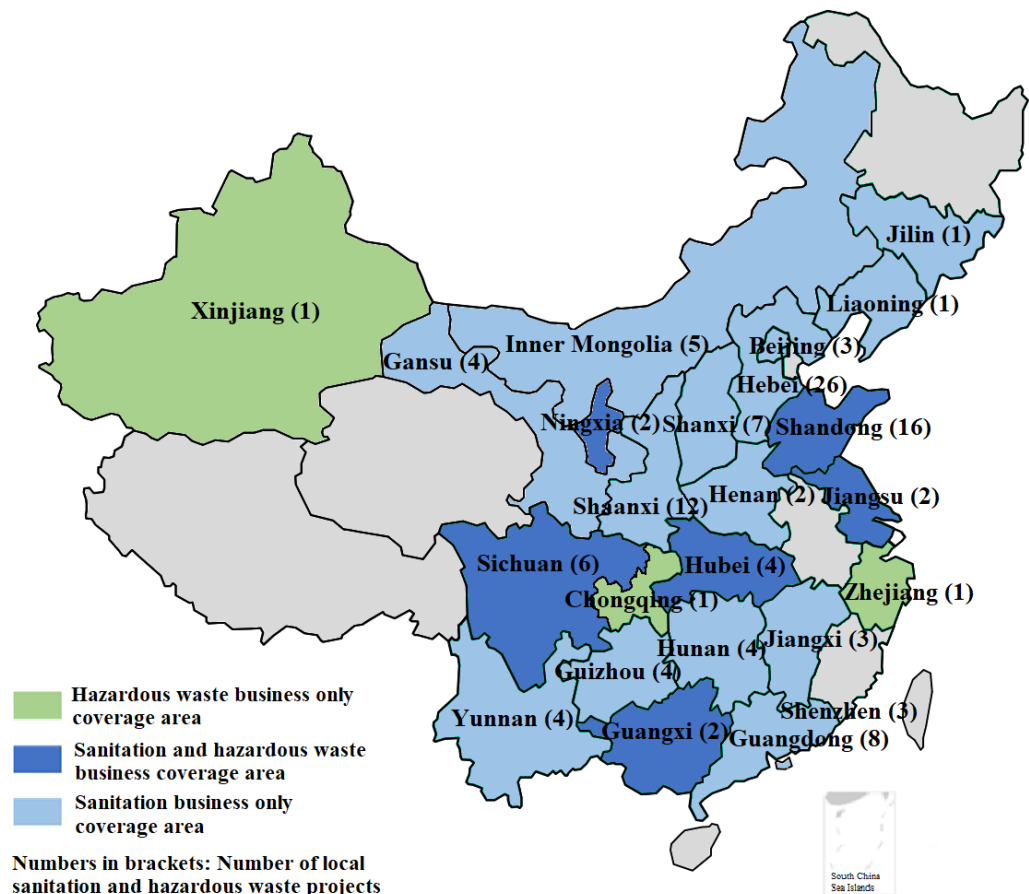 Jilin (1)
Liaoning (1)
Xinjiang (1)
Inner Mongolia (5)
Beijing (3)
Gansu (4)
Hebei (26)
Ningxia (2)
Shanxi (7)
Shandong (16)
Shaanxi (12)
Henan (2)
Jiangsu (2)
Sichuan (6)
Hubei (4)
Chongqing (1)
Zhejiang (1)
Hunan (4)
Jiangxi (3)
Guizhou (4)
Yunnan (4)
Guangxi (2)
Shenzhen (3)
Guangdong (8)
Hazardous waste business only
coverage area
Sanitation and hazardous waste
business coverage area
Sanitation business only
coverage area
Numbers in brackets: Number of local
sanitation and hazardous waste projects
South China
Sea Islands